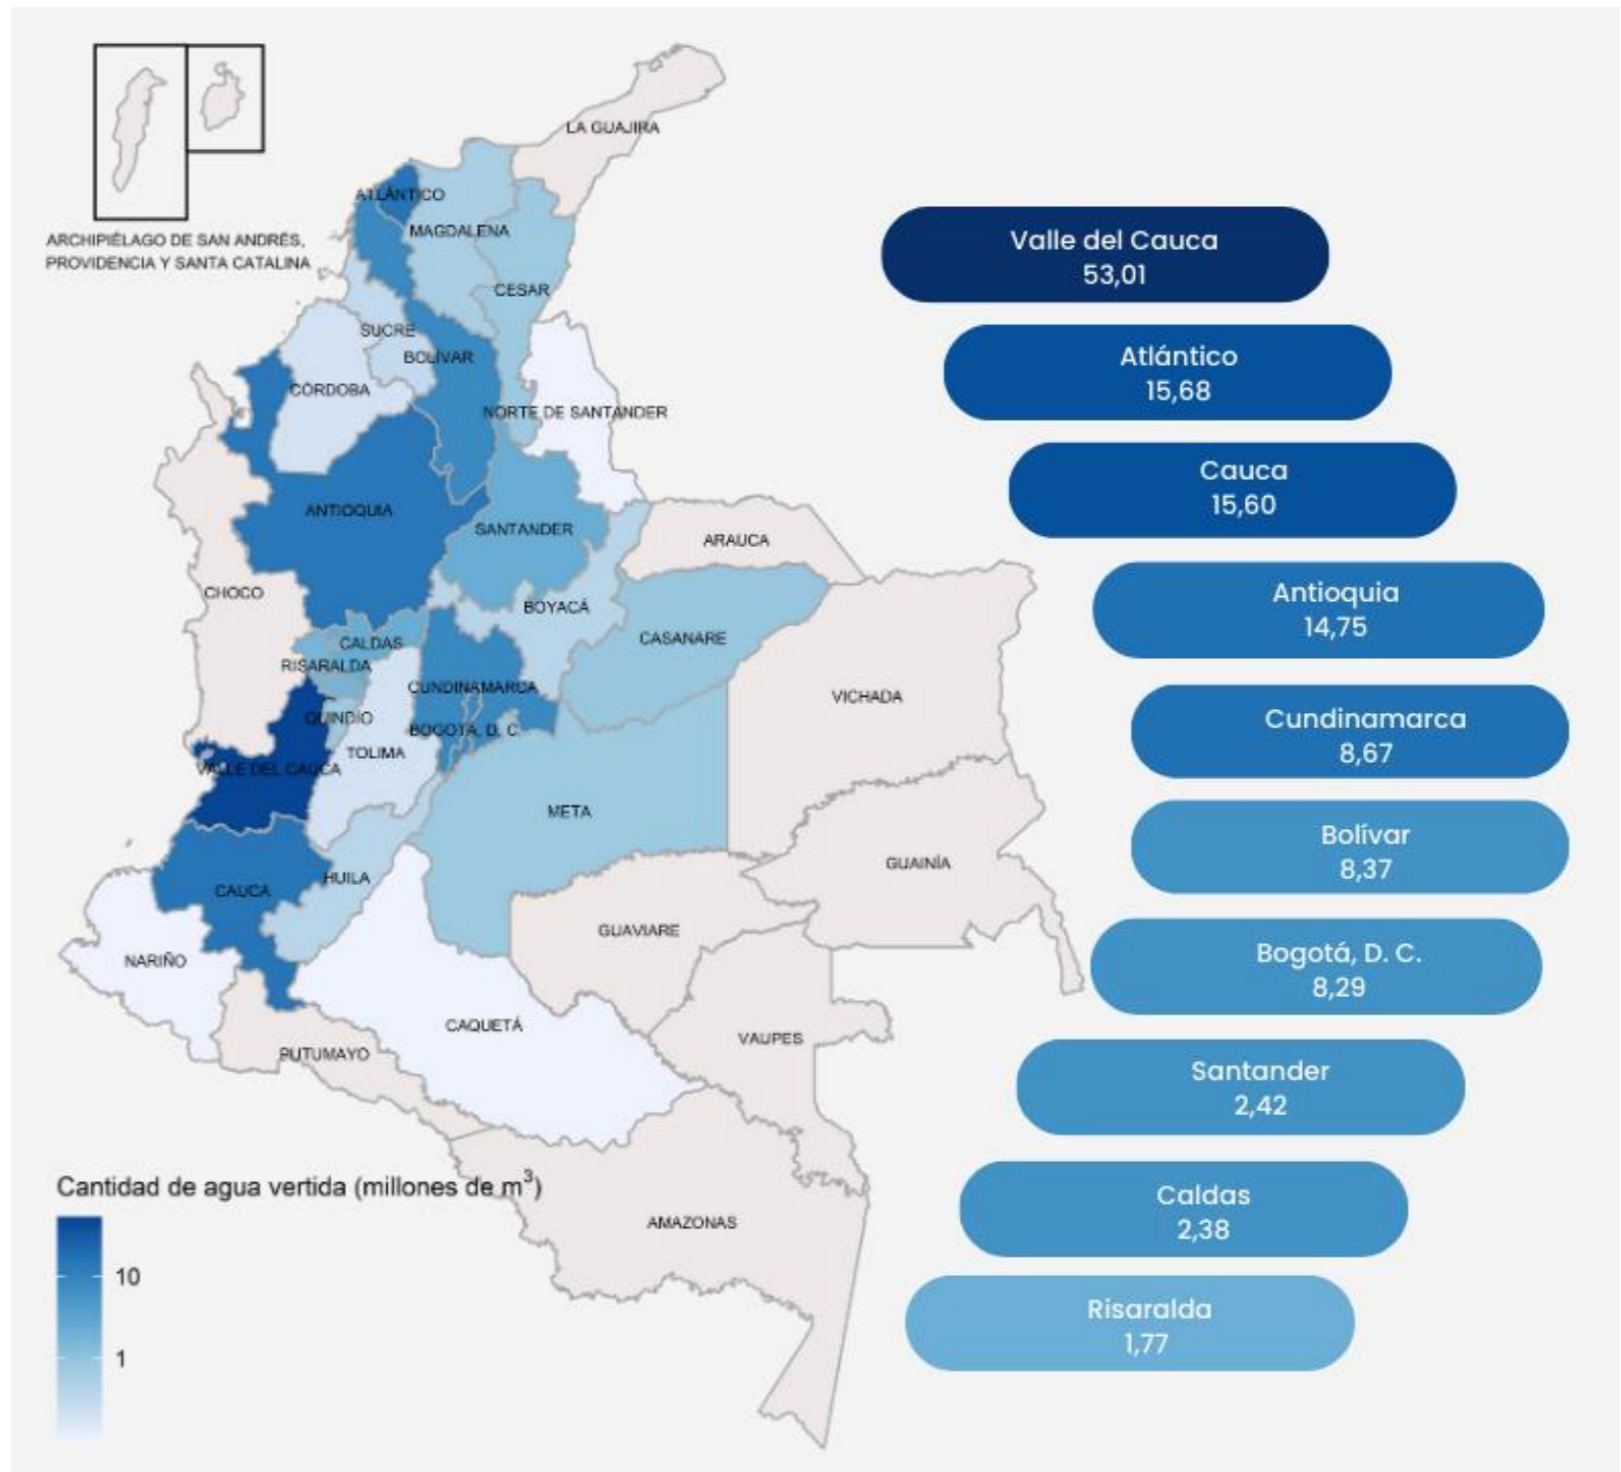 LA GUAJIRA
ATLÁNTICO
MAGDALENA
ARCHIPIÉLAGO DE SAN ANDRÉS,
PROVIDENCIA Y SANTA CATALINA
CESAR
SUCRE
BOLÍVAR
CÓRDOBA
NORTE DE SANTANDER
ANTIOQUIA
SANTANDER
ARAUCA
CHOCO
BOYACÁ
CALDAS
CASANARE
RISARALDA
CUNDINAMARCA
VICHADA
QUINDÍO
BOGOTÁ, D. C.
TOLIMA
VALLE DEL CAUCA
META
GUAINÍA
HUILA
CAUCA
GUAVIARE
NARIÑO
CAQUETÁ
VAUPES
PUTUMAYO
AMAZONAS
Valle del Cauca
53,01
Atlántico
15,68
Cauca
15,60
Antioquia
14,75
Cundinamarca
8,67
Bolívar
8,37
Bogotá, D. C.
8,29
Santander
2,42
Caldas
2,38
Risaralda
1,77
Cantidad de agua vertida (millones de m³)
10
1